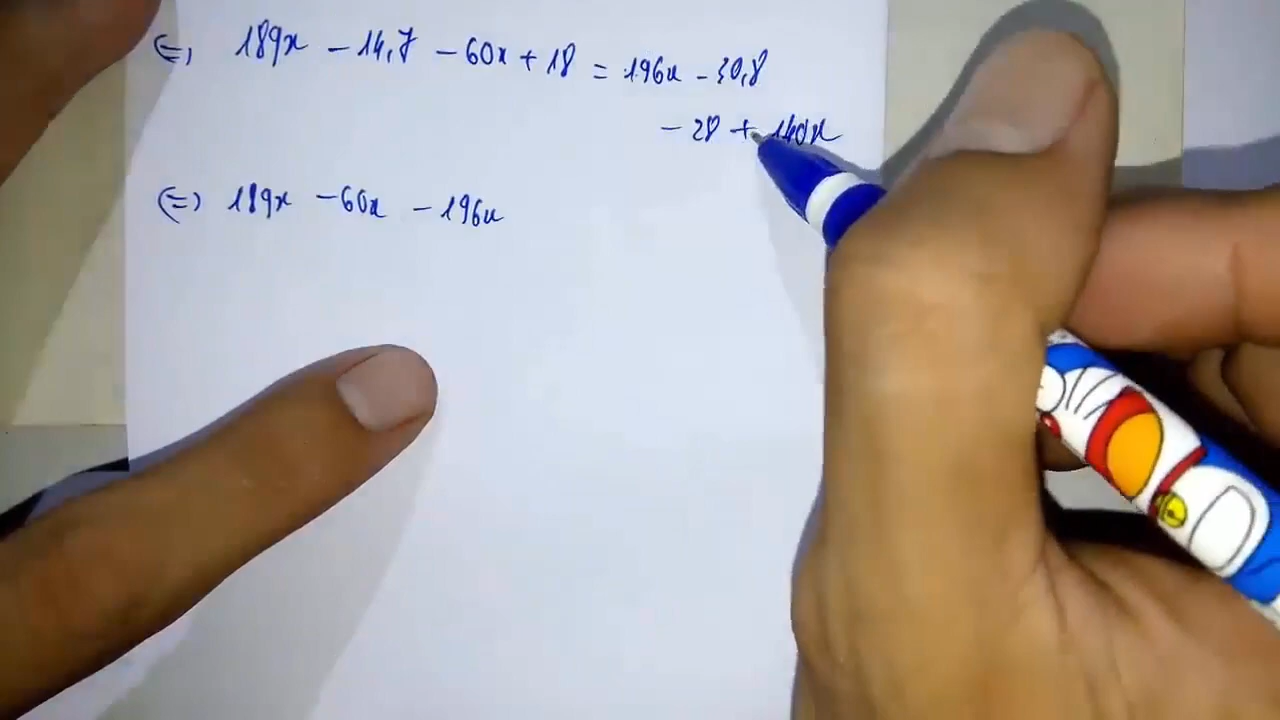 ⇔ 189x - 14,7 - 60x + 18 = 196x - 30,8
- 28 + 140x
⇔ 189x - 60x - 196x